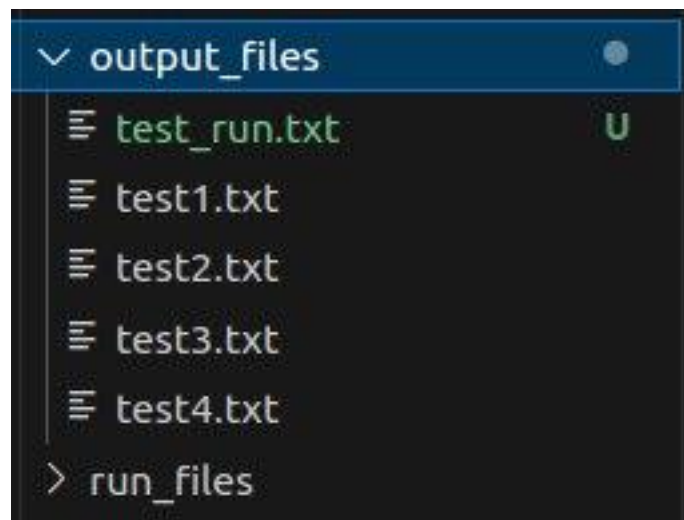 output_files
test_run.txt U
test1.txt
test2.txt
test3.txt
test4.txt
run_files